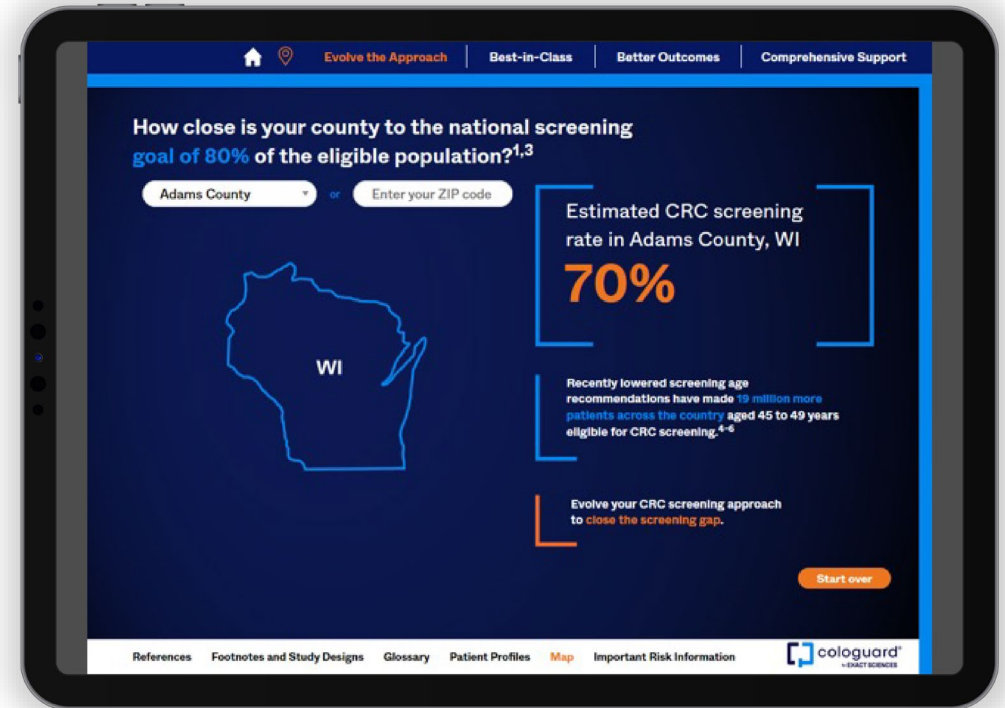 Evolve the Approach
Best-in-Class
Better Outcomes
Comprehensive Support
How close is your county to the national screening
goal of 80% of the eligible population?1,3
Adams County
or
Enter your ZIP code
Estimated CRC screening
rate in Adams County, WI
70%
WI
Recently lowered screening age
recommendations have made 19 million more
patients across the country aged 45 to 49 years
eligible for CRC screening.4-6
Evolve your CRC screening approach
to close the screening gap.
Start over
References
Footnotes and Study Designs
Glossary
Patient Profiles
Map
Important Risk Information
cologuard®
by EXACT SCIENCES